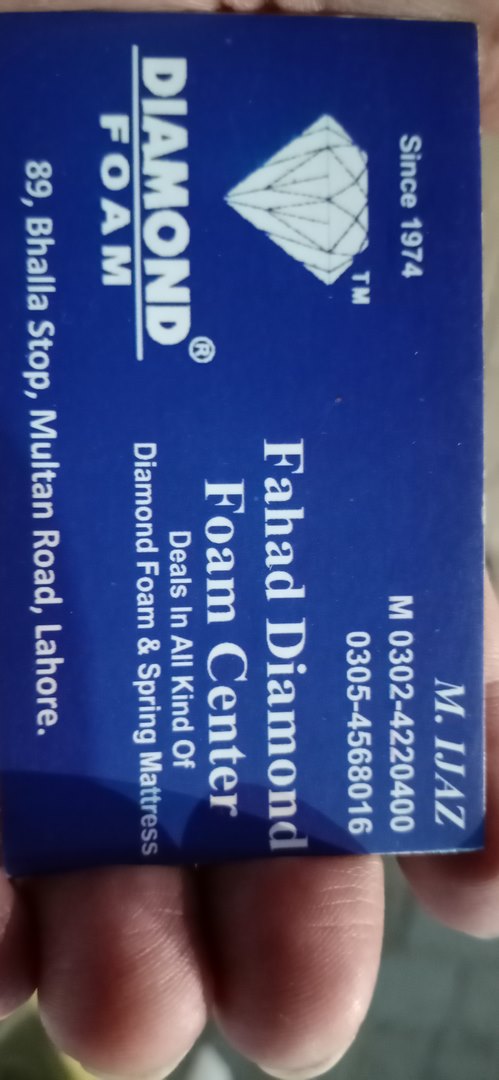 M. IJAZ
Since 1974
M 0302-4220400
0305-4568016
TM
DIAMOND®
FOAM
Fahad Diamond
Foam Center
Deals In All Kind Of
Diamond Foam & Spring Mattress
89, Bhalla Stop, Multan Road, Lahore.